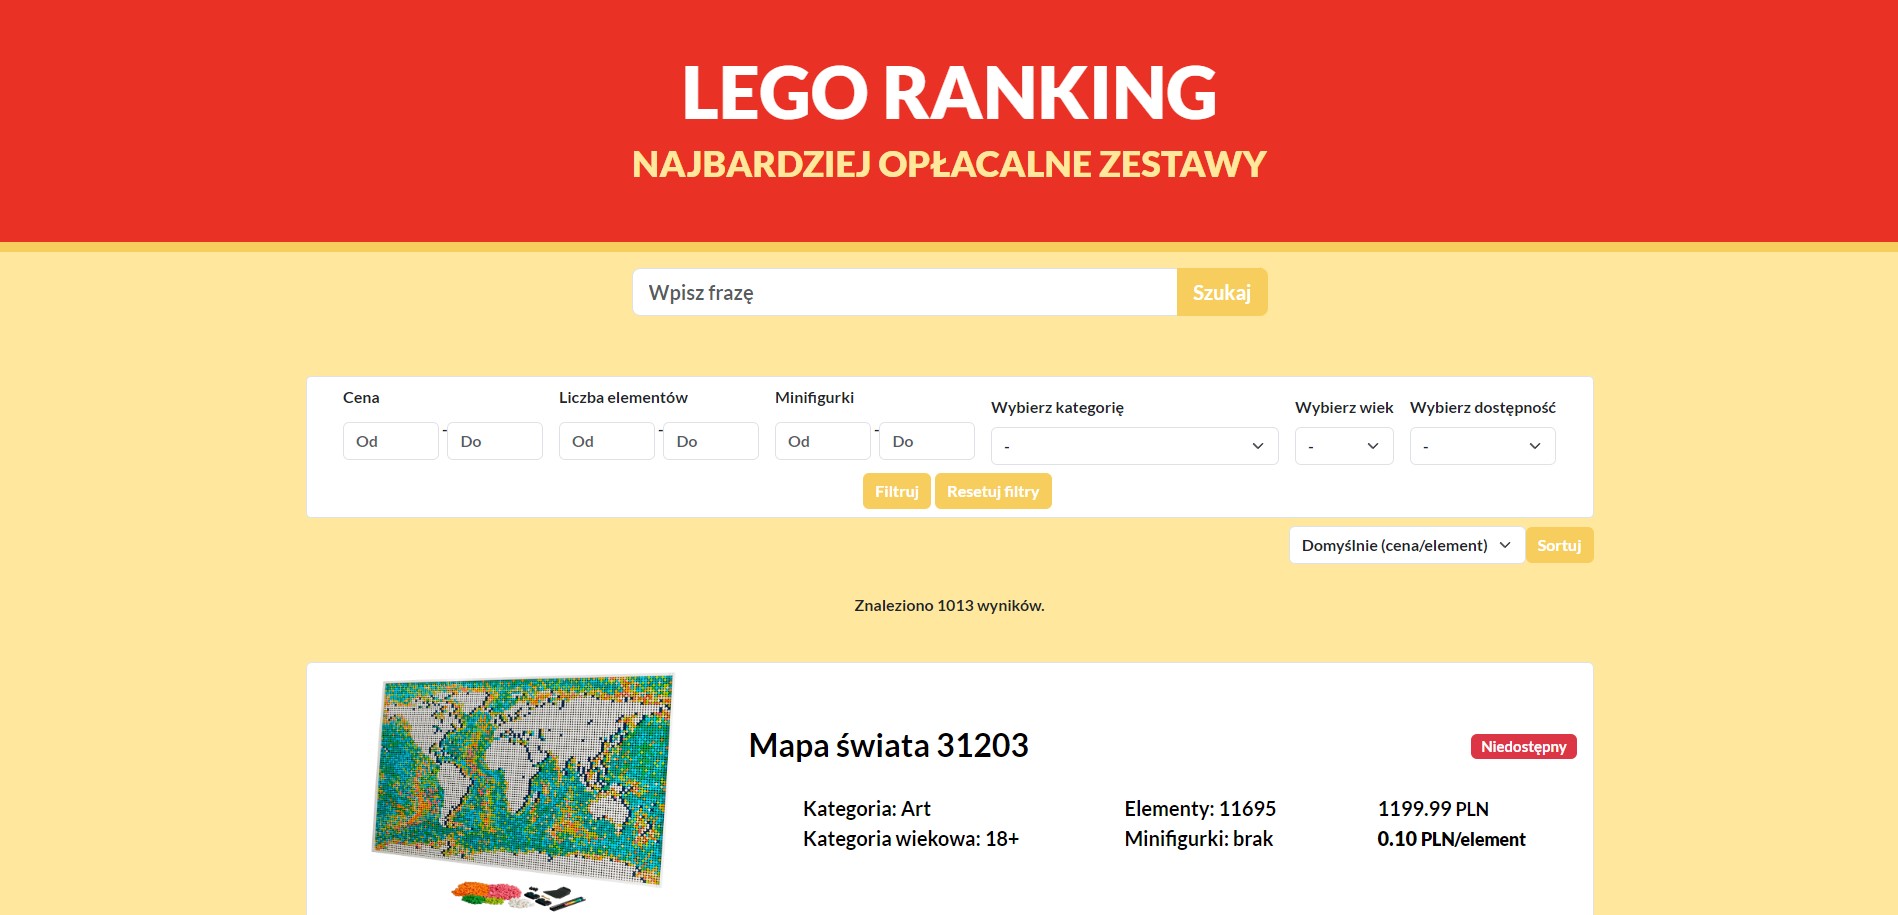 LEGO RANKING
NAJBARDZIEJ OPŁACALNE ZESTAWY
Wpisz frazę Szukaj
Cena Liczba elementów Minifigurki Wybierz kategorię Wybierz wiek Wybierz dostępność
Od - Do Od - Do Od - Do - - -
Filtruj Resetuj filtry
Domyślnie (cena/element) Sortuj
Znaleziono 1013 wyników.
Mapa świata 31203 Niedostępny
Kategoria: Art Elementy: 11695 1199.99 PLN
Kategoria wiekowa: 18+ Minifigurki: brak 0.10 PLN/element